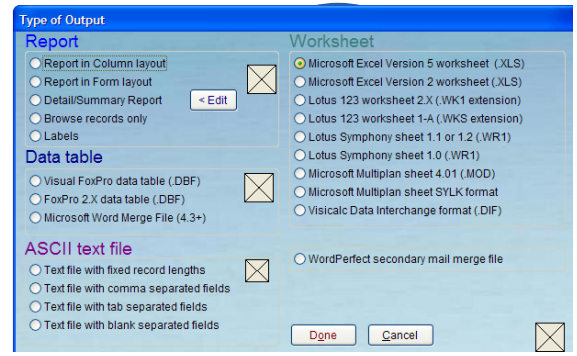 Type of Output
Report
Report in Column layout
Report in Form layout
Detail/Summary Report
< Edit
Browse records only
Labels
Data table
Visual FoxPro data table (.DBF)
FoxPro 2.X data table (.DBF)
Microsoft Word Merge File (4.3+)
ASCII text file
Text file with fixed record lengths
Text file with comma separated fields
Text file with tab separated fields
Text file with blank separated fields
Worksheet
Microsoft Excel Version 5 worksheet (.XLS)
Microsoft Excel Version 2 worksheet (.XLS)
Lotus 123 worksheet 2.X (.WK1 extension)
Lotus 123 worksheet 1-A (.WKS extension)
Lotus Symphony sheet 1.1 or 1.2 (.WR1)
Lotus Symphony sheet 1.0 (.WR1)
Microsoft Multiplan sheet 4.01 (.MOD)
Microsoft Multiplan sheet SYLK format
Visicalc Data Interchange format (.DIF)
WordPerfect secondary mail merge file
Done
Cancel